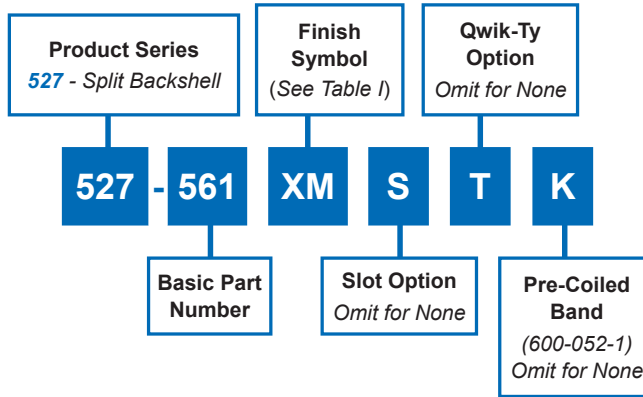 Product Series
527 - Split Backshell
Finish
Symbol
(See Table I)
Qwik-Ty
Option
Omit for None
527 - 561 XM S T K
Basic Part
Number
Slot Option
Omit for None
Pre-Coiled
Band
(600-052-1)
Omit for None